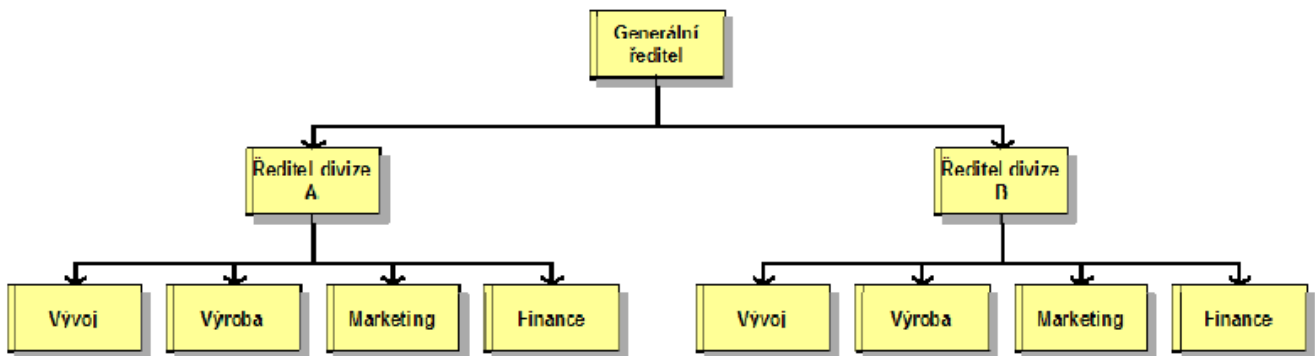 Generální
ředitel
Ředitel divize
A
Ředitel divize
B
Vývoj
Výroba
Marketing
Finance
Vývoj
Výroba
Marketing
Finance